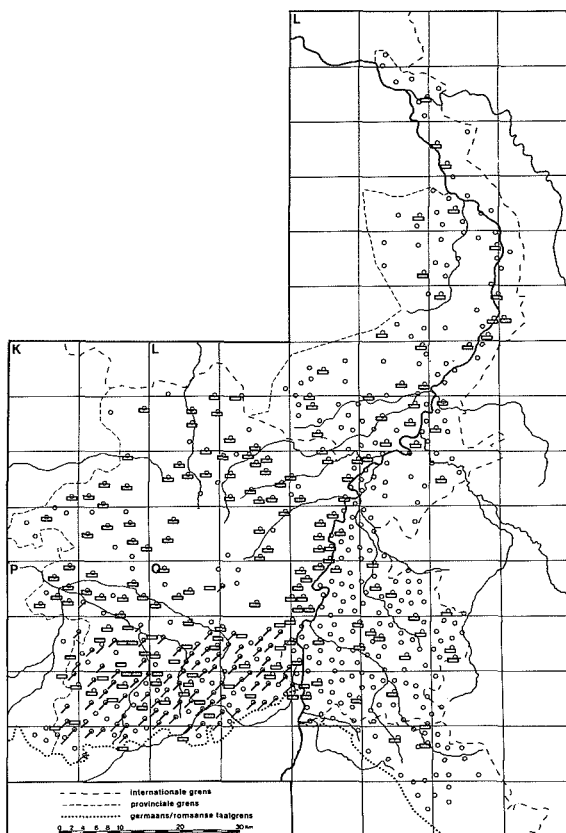 L
K L
P Q
internationale grens
provinciale grens
germaans/romaanse taalgrens
0 2 4 6 8 10 20 30 km